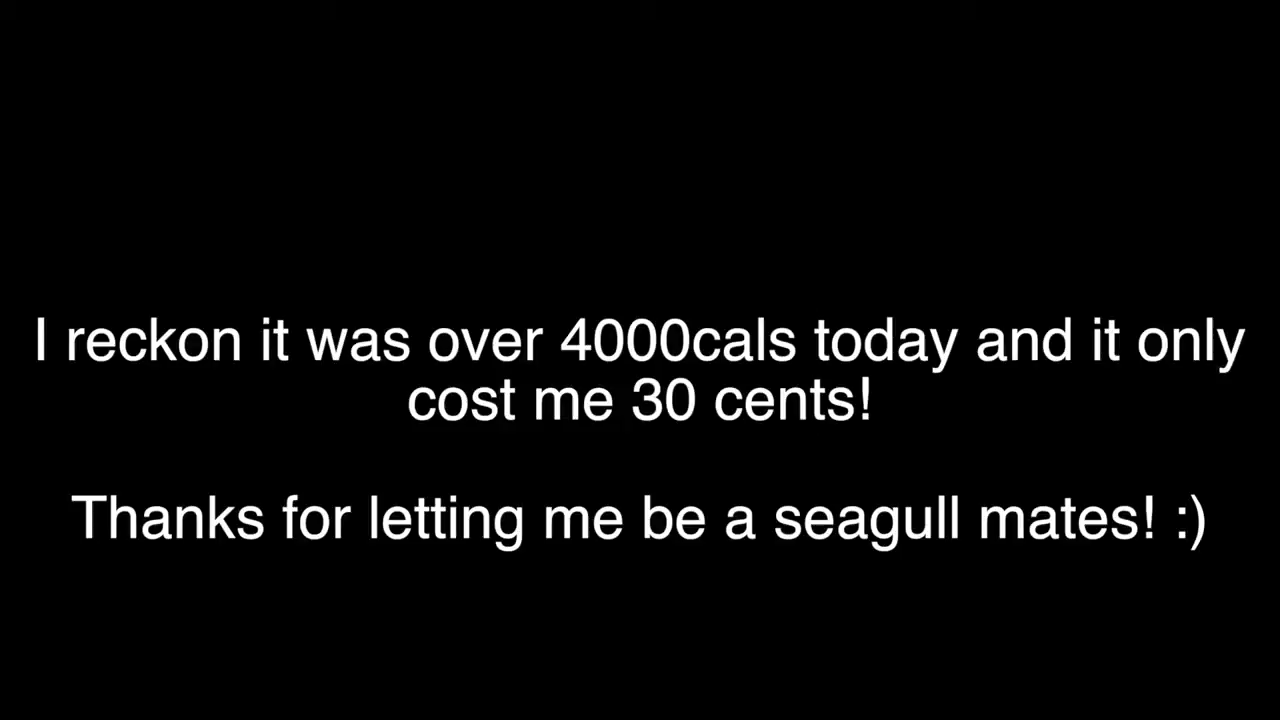 I reckon it was over 4000cals today and it only
cost me 30 cents!
Thanks for letting me be a seagull mates! :)